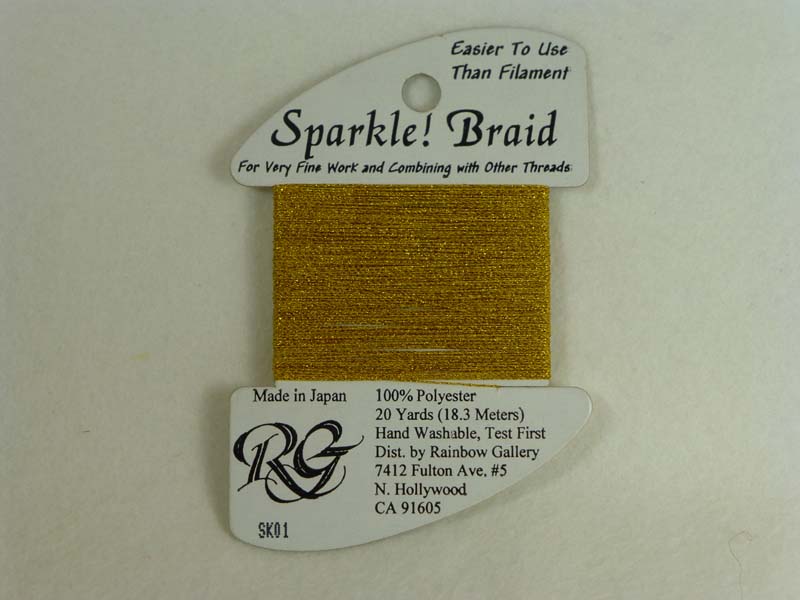 Easier To Use
Than Filament
Sparkle! Braid
For Very Fine Work and Combining with Other Threads
Made in Japan
100% Polyester
20 Yards (18.3 Meters)
Hand Washable, Test First
Dist. by Rainbow Gallery
7412 Fulton Ave. #5
N. Hollywood
CA 91605
RG
SK01